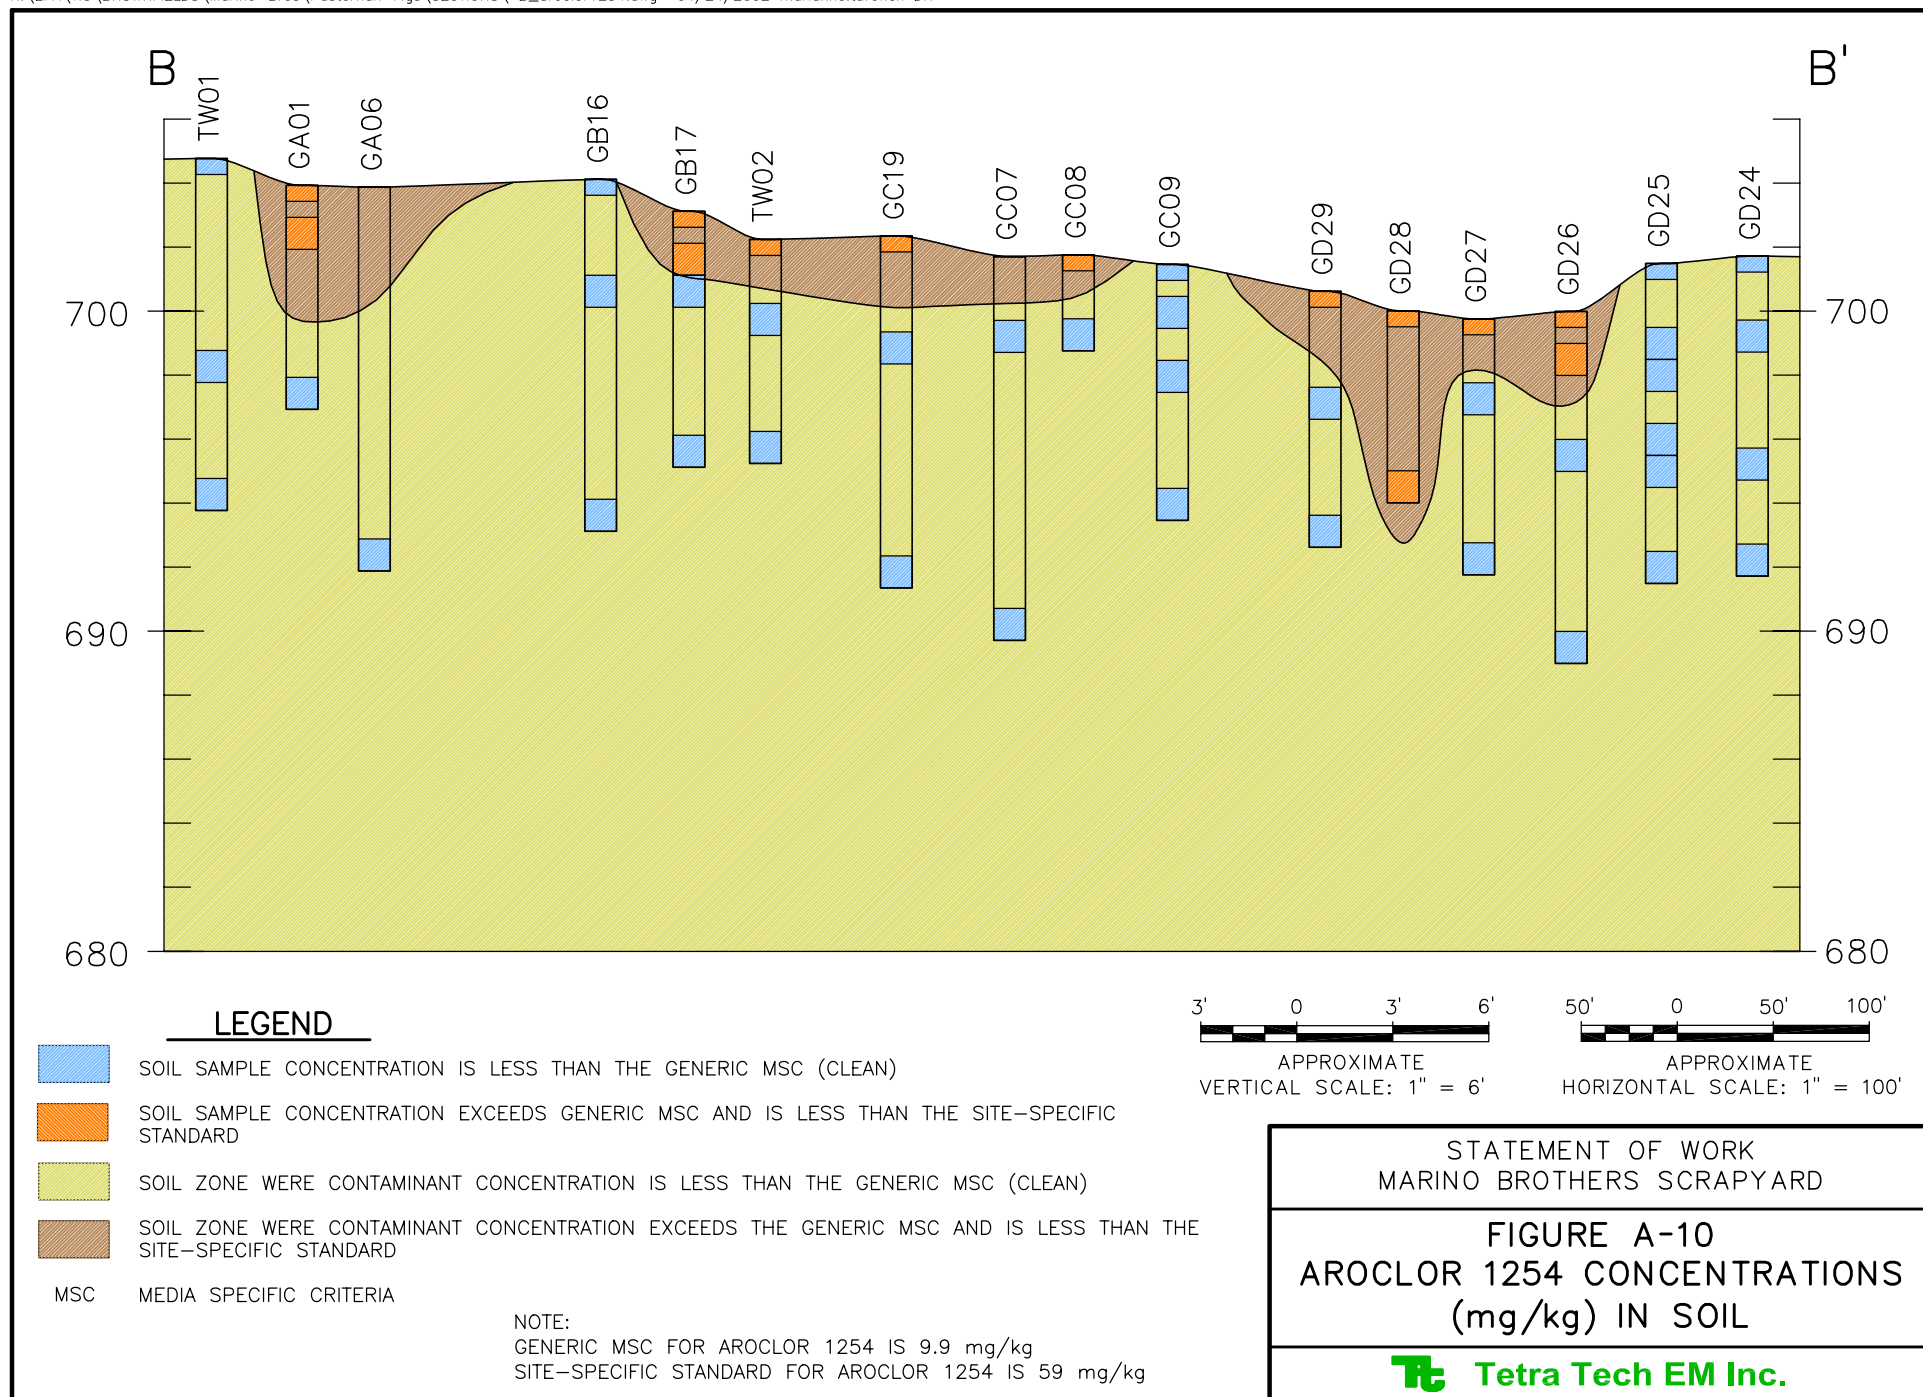 B
B'
TW01
GA01
GA06
GB16
GB17
TW02
GC19
GC07
GC08
GC09
GD29
GD28
GD27
GD26
GD25
GD24
700
700
690
690
680
680
LEGEND
SOIL SAMPLE CONCENTRATION IS LESS THAN THE GENERIC MSC (CLEAN)
SOIL SAMPLE CONCENTRATION EXCEEDS GENERIC MSC AND IS LESS THAN THE SITE-SPECIFIC
STANDARD
SOIL ZONE WERE CONTAMINANT CONCENTRATION IS LESS THAN THE GENERIC MSC (CLEAN)
SOIL ZONE WERE CONTAMINANT CONCENTRATION EXCEEDS THE GENERIC MSC AND IS LESS THAN THE
SITE-SPECIFIC STANDARD
MSC MEDIA SPECIFIC CRITERIA
NOTE:
GENERIC MSC FOR AROCLOR 1254 IS 9.9 mg/kg
SITE-SPECIFIC STANDARD FOR AROCLOR 1254 IS 59 mg/kg
3' 0 3' 6'
APPROXIMATE
VERTICAL SCALE: 1" = 6'
50' 0 50' 100'
APPROXIMATE
HORIZONTAL SCALE: 1" = 100'
STATEMENT OF WORK
MARINO BROTHERS SCRAPYARD
FIGURE A-10
AROCLOR 1254 CONCENTRATIONS
(mg/kg) IN SOIL
Tt Tetra Tech EM Inc.